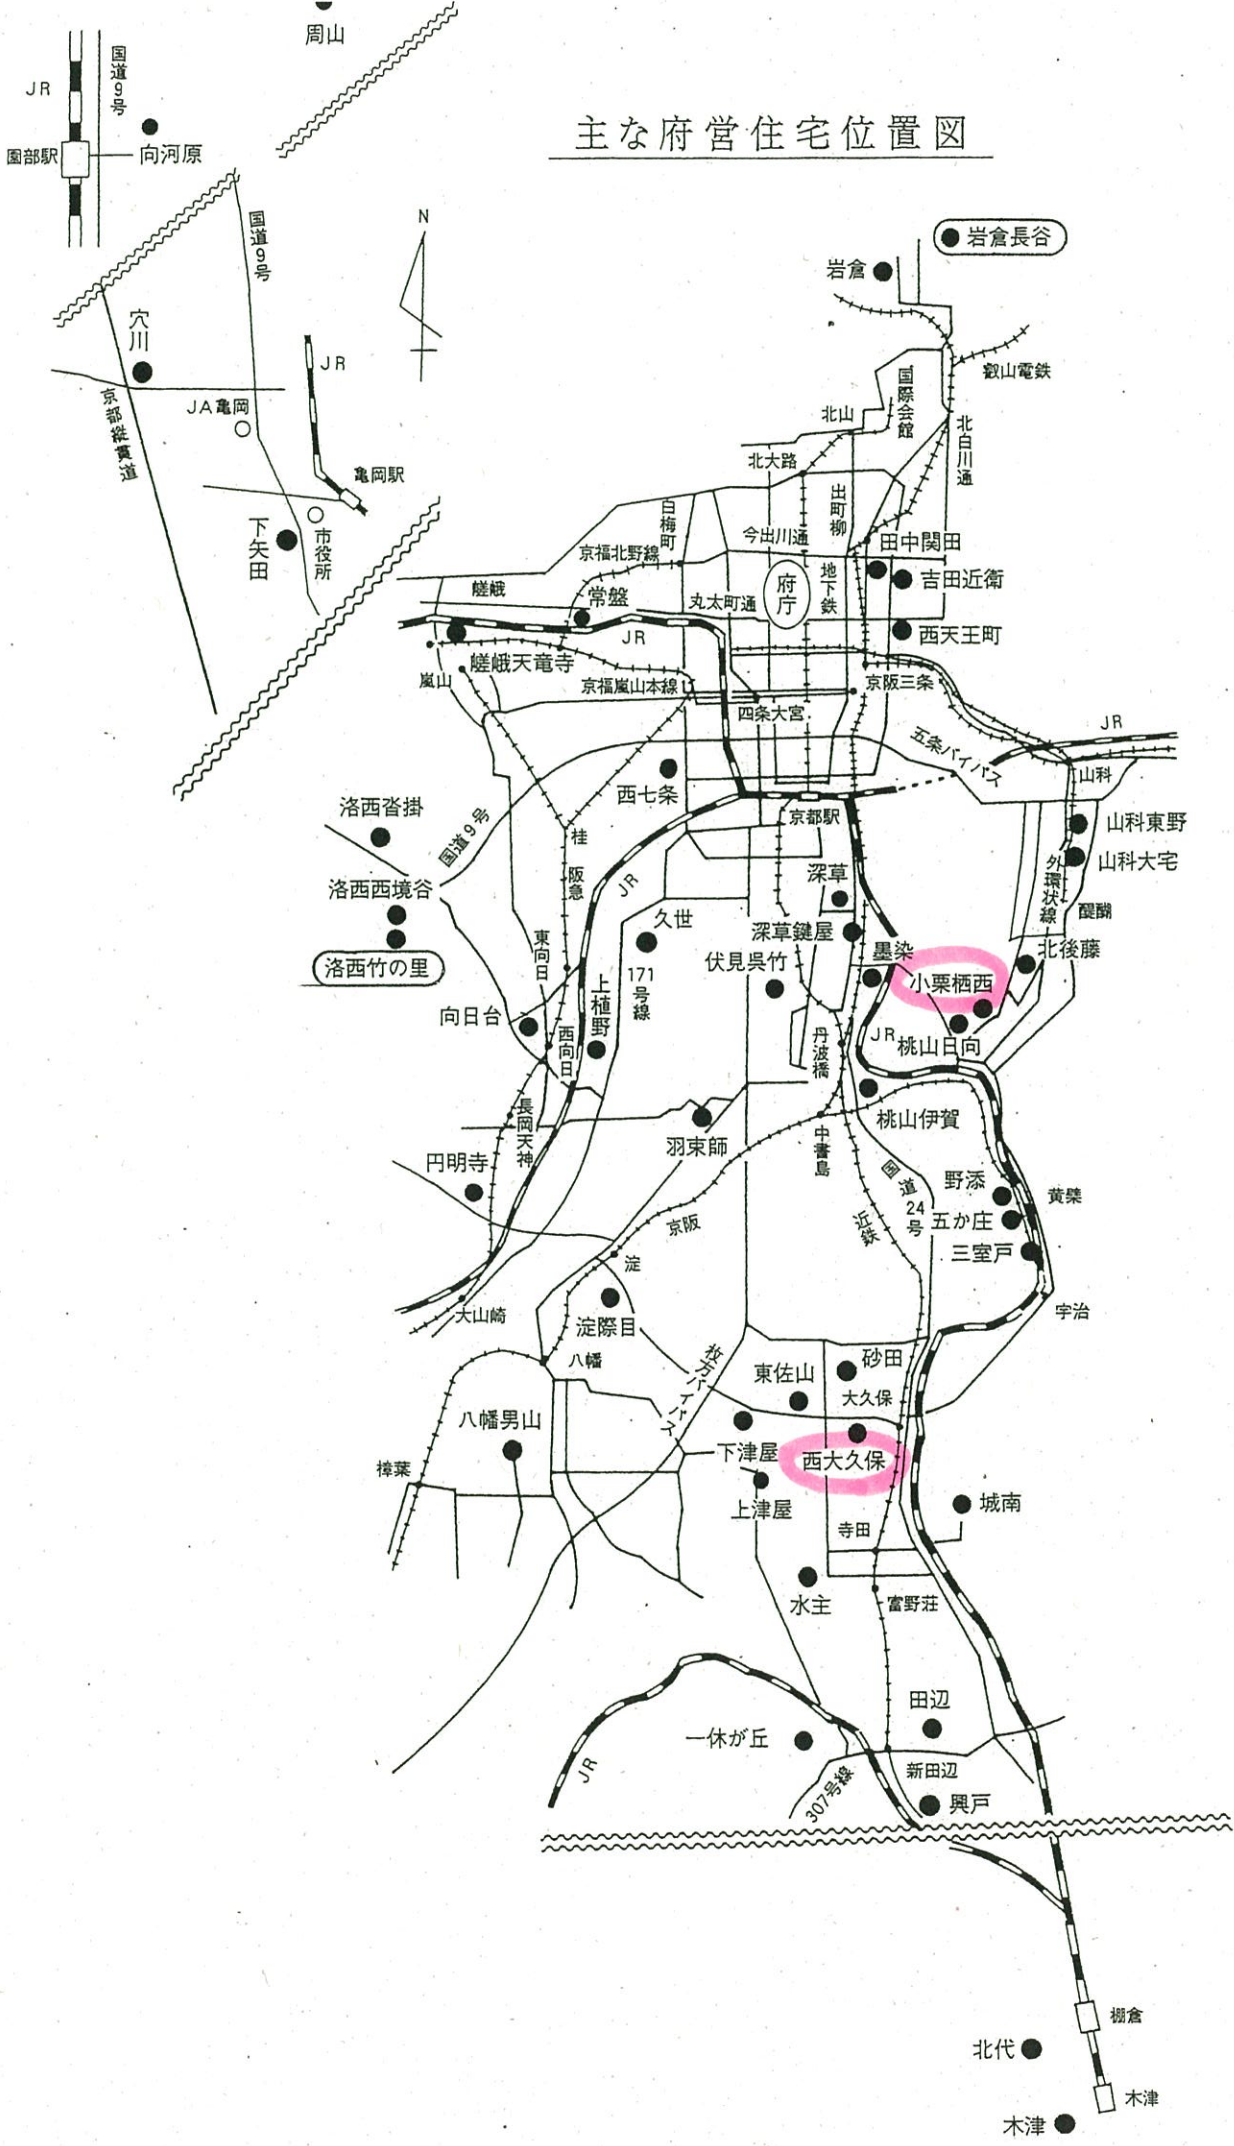 周山
国道9号
JR
園部駅
向河原
主な府営住宅位置図
国道9号
N
岩倉長谷
岩倉
穴川
JR
叡山電鉄
国際会館
JA亀岡
京都縦貫道
北山
北白川通
亀岡駅
北大路
出町柳
白梅町
下矢田
市役所
今出川通
田中関田
京福北野線
吉田近衛
府庁
地下鉄
嵯峨
常盤
丸太町通
西天王町
JR
嵯峨天竜寺
嵐山
京福嵐山本線
京阪三条
四条大宮
JR
五条バイパス
山科
西七条
洛西沓掛
京都駅
山科東野
国道9号
桂
山科大宅
阪急
JR
深草
外環状線
洛西西境谷
醍醐
久世
深草鍵屋
東向日
墨染
北後藤
洛西竹の里
伏見呉竹
小栗栖西
171号線
上植野
向日台
西向日
丹波橋
JR
桃山日向
長岡天神
桃山伊賀
羽束師
中書島
円明寺
国道24号
野添
黄檗
京阪
近鉄
五か庄
三室戸
淀
大山崎
宇治
淀際目
枚方バイパス
八幡
砂田
東佐山
大久保
八幡男山
下津屋
西大久保
樟葉
上津屋
城南
寺田
水主
富野荘
田辺
一休が丘
JR
新田辺
307号線
興戸
棚倉
北代
木津
木津